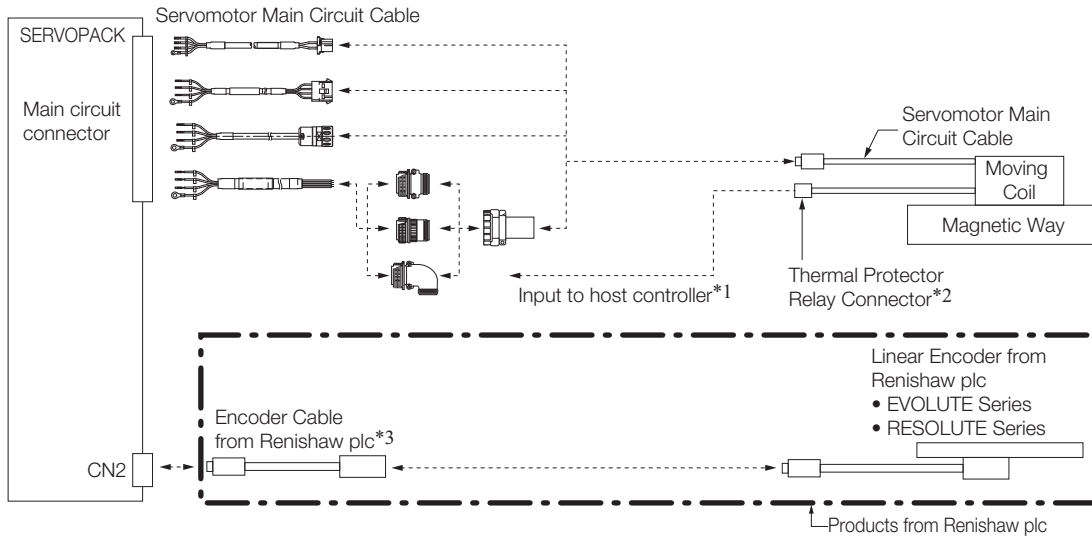 Servomotor Main Circuit Cable
SERVOPACK
Main circuit
connector
Servomotor Main
Circuit Cable
Moving
Coil
Magnetic Way
Thermal Protector
Relay Connector*2
Input to host controller*1
Linear Encoder from
Renishaw plc
• EVOLUTE Series
• RESOLUTE Series
Encoder Cable
from Renishaw plc*3
CN2
Products from Renishaw plc